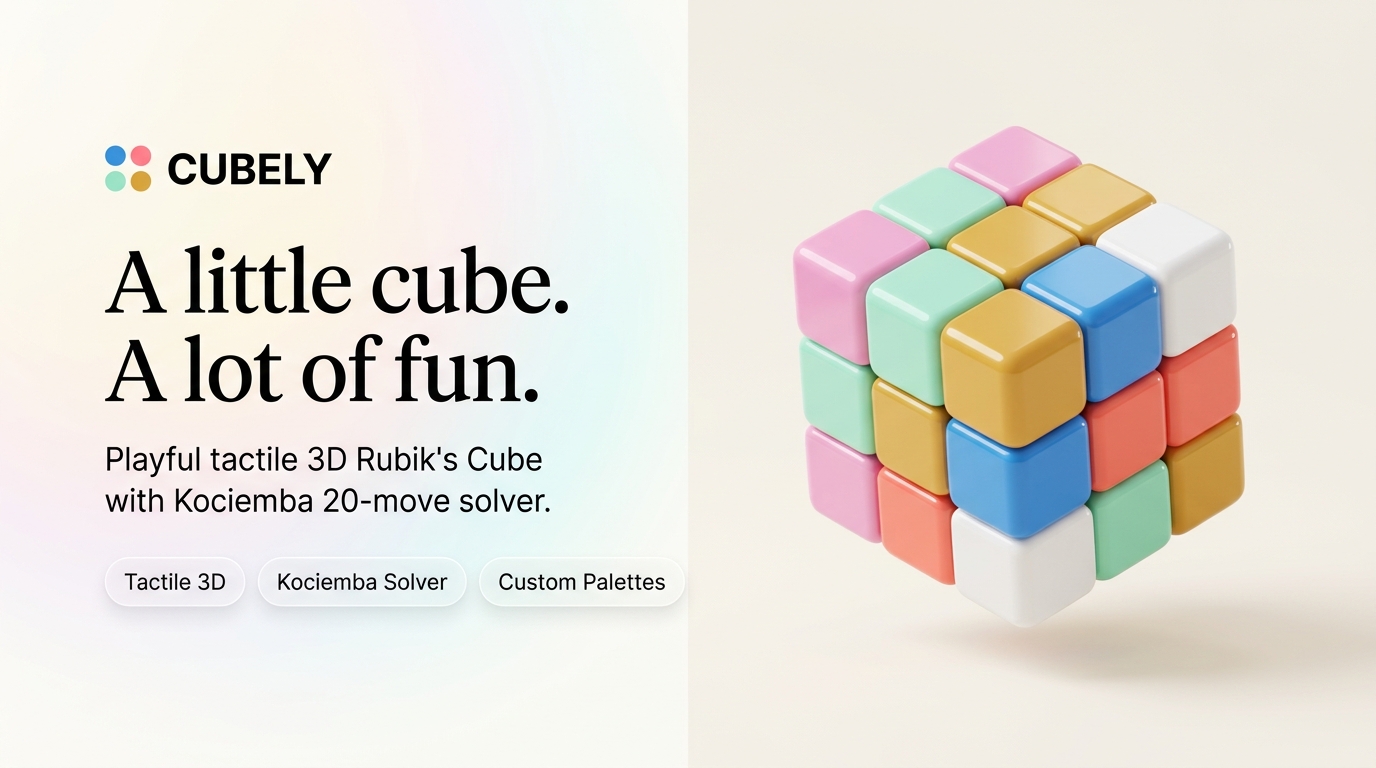 CUBELY
A little cube.
A lot of fun.
Playful tactile 3D Rubik's Cube
with Kociemba 20-move solver.
Tactile 3D
Kociemba Solver
Custom Palettes